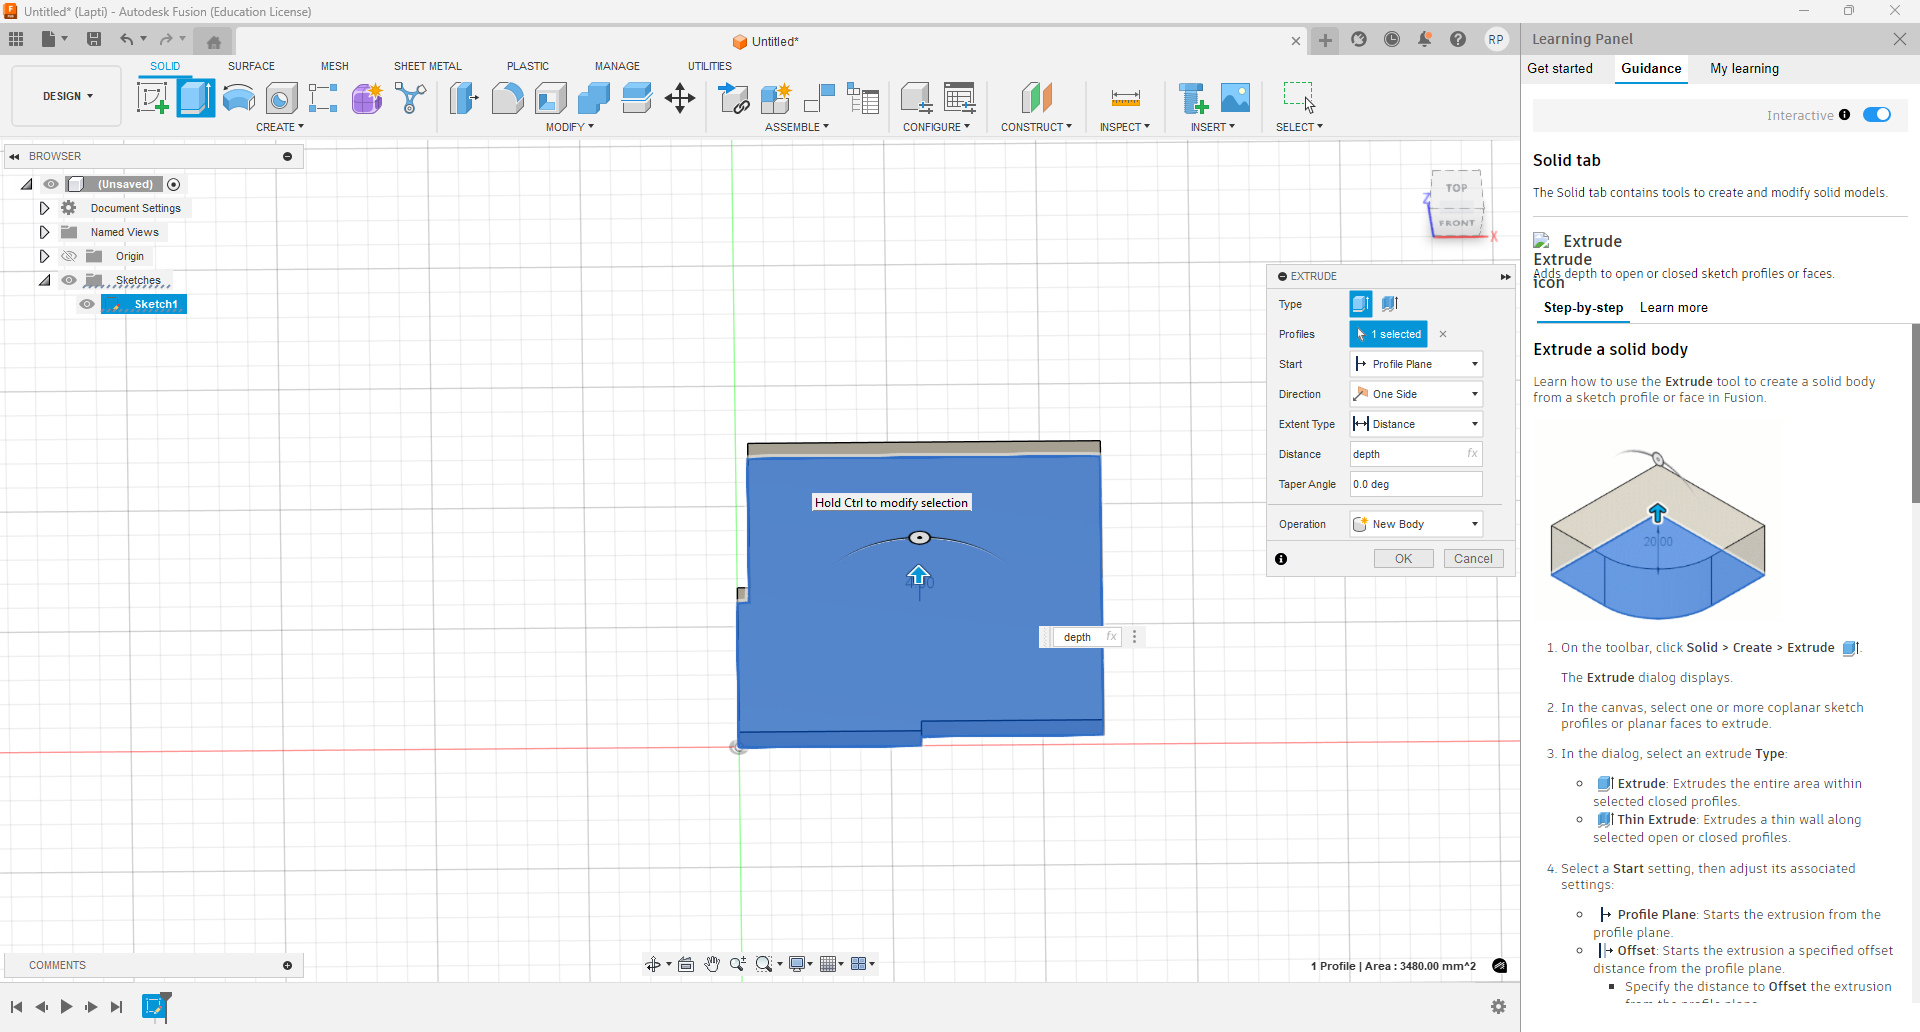 Untitled* (Lapti) - Autodesk Fusion (Education License)
Untitled*
RP
DESIGN
SOLID
SURFACE
MESH
SHEET METAL
PLASTIC
MANAGE
UTILITIES
CREATE
MODIFY
ASSEMBLE
CONFIGURE
CONSTRUCT
INSPECT
INSERT
SELECT
BROWSER
(Unsaved)
Document Settings
Named Views
Origin
Sketches
Sketch1
TOP
FRONT
Z
X
EXTRUDE
Type
Profiles
1 selected
Start
Profile Plane
Direction
One Side
Extent Type
Distance
Distance
depth
fx
Taper Angle
0.0 deg
Operation
New Body
OK
Cancel
Hold Ctrl to modify selection
depth
fx
COMMENTS
1 Profile | Area : 3480.00 mm^2
Learning Panel
Get started
Guidance
My learning
Interactive
Solid tab
The Solid tab contains tools to create and modify solid models.
Extrude
Extrude
Adds depth to open or closed sketch profiles or faces.
icon
Step-by-step
Learn more
Extrude a solid body
Learn how to use the Extrude tool to create a solid body
from a sketch profile or face in Fusion.
20.00
1. On the toolbar, click Solid > Create > Extrude .
The Extrude dialog displays.
2. In the canvas, select one or more coplanar sketch
profiles or planar faces to extrude.
3. In the dialog, select an extrude Type:
Extrude: Extrudes the entire area within
selected closed profiles.
Thin Extrude: Extrudes a thin wall along
selected open or closed profiles.
4. Select a Start setting, then adjust its associated
settings:
Profile Plane: Starts the extrusion from the
profile plane.
Offset: Starts the extrusion a specified offset
distance from the profile plane.
Specify the distance to Offset the extrusion
from the profile plane.